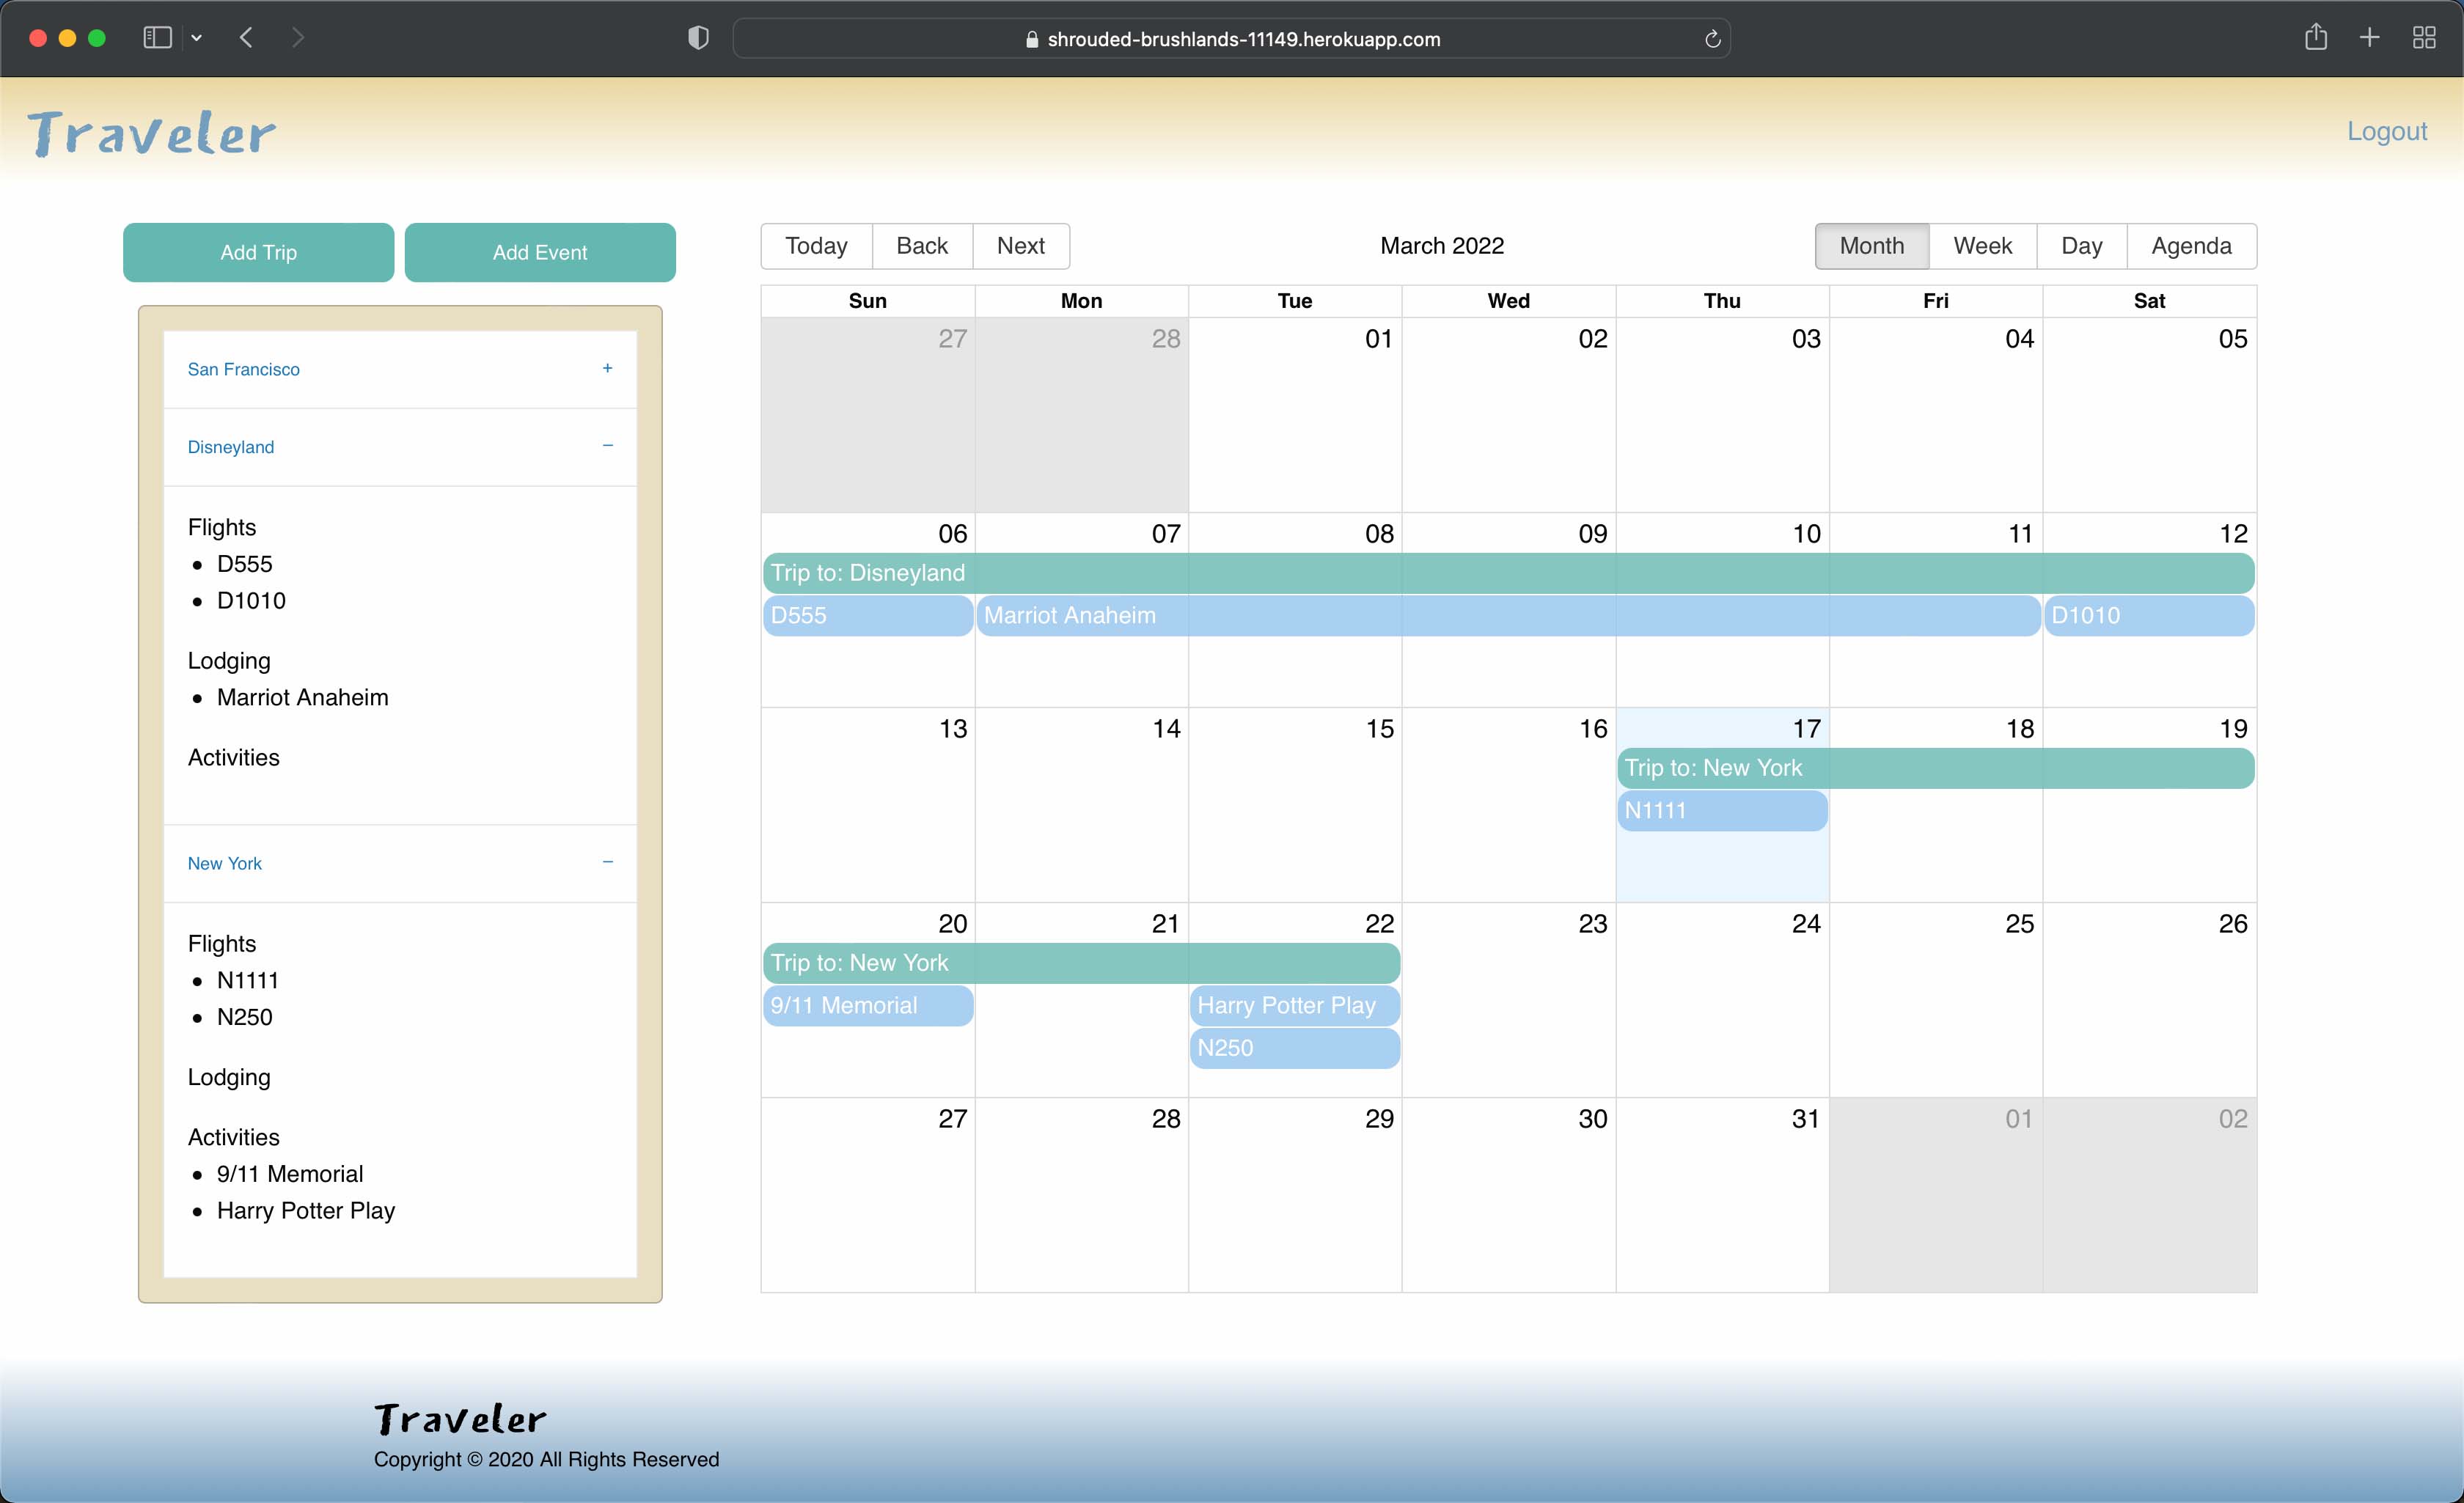 shrouded-brushlands-11149.herokuapp.com
Traveler
Logout
Add Trip
Add Event
San Francisco +
Disneyland −
Flights
• D555
• D1010
Lodging
• Marriot Anaheim
Activities
New York −
Flights
• N1111
• N250
Lodging
Activities
• 9/11 Memorial
• Harry Potter Play
Today Back Next
March 2022
Month Week Day Agenda
Sun Mon Tue Wed Thu Fri Sat
27 28 01 02 03 04 05
06 07 08 09 10 11 12
Trip to: Disneyland
D555 Marriot Anaheim D1010
13 14 15 16 17 18 19
Trip to: New York
N1111
20 21 22 23 24 25 26
Trip to: New York
9/11 Memorial Harry Potter Play
N250
27 28 29 30 31 01 02
Traveler
Copyright © 2020 All Rights Reserved